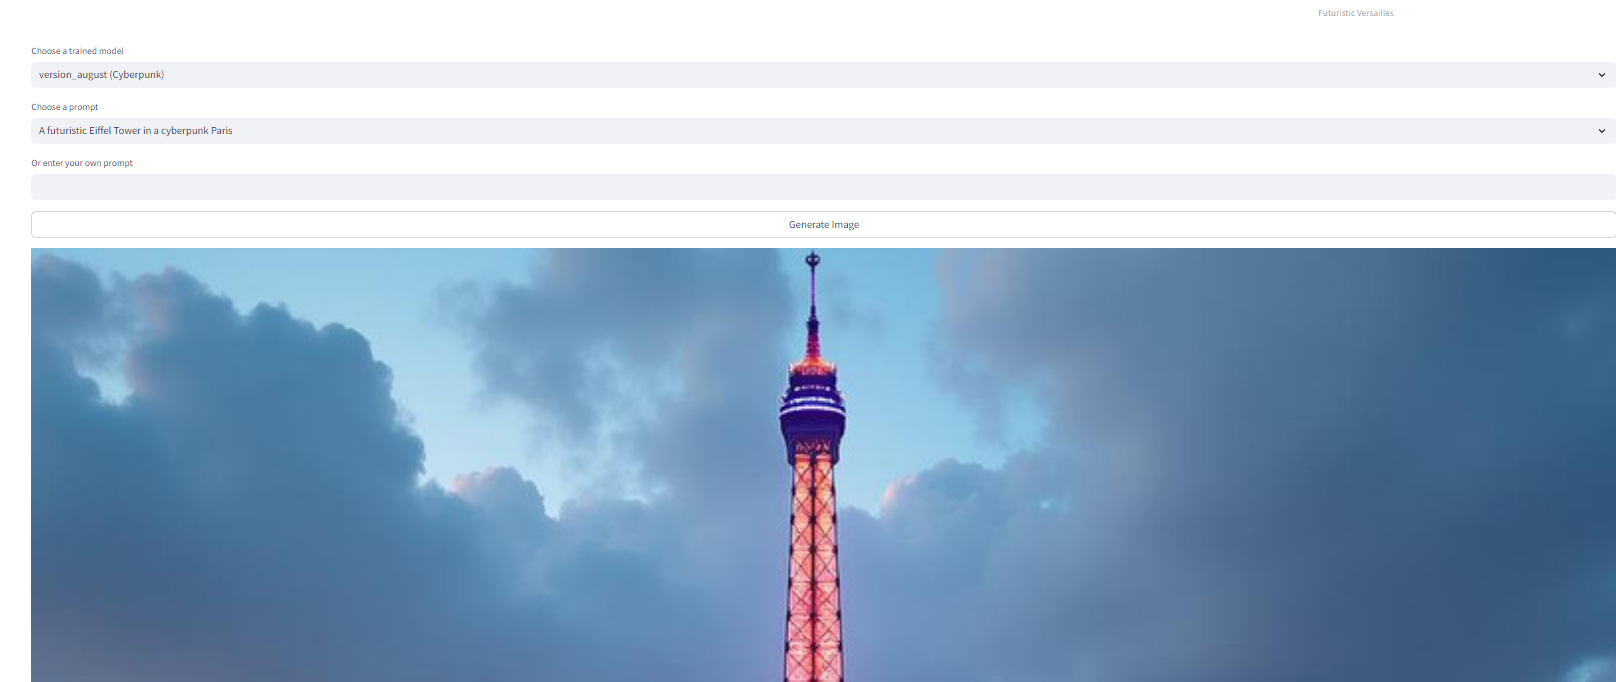 Futuristic Versailles
Choose a trained model
version_august (Cyberpunk)
Choose a prompt
A futuristic Eiffel Tower in a cyberpunk Paris
Or enter your own prompt
Generate Image